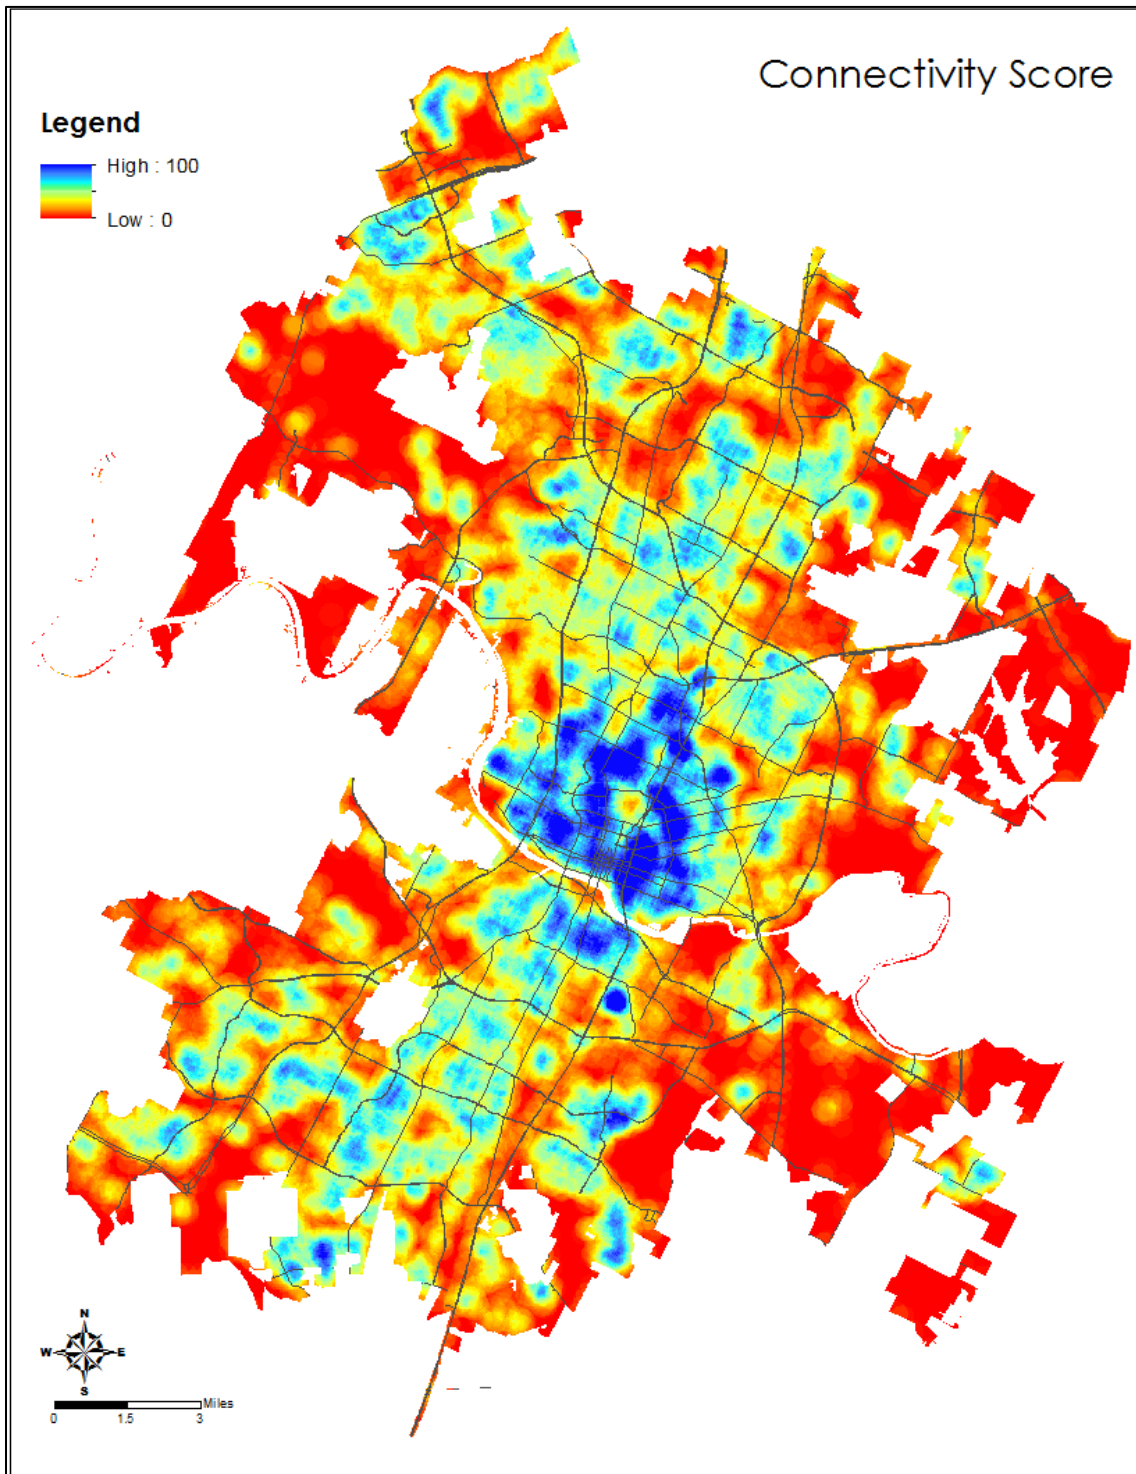 Connectivity Score
Legend
High : 100
Low : 0
N
W E
S
Miles
0 1.5 3